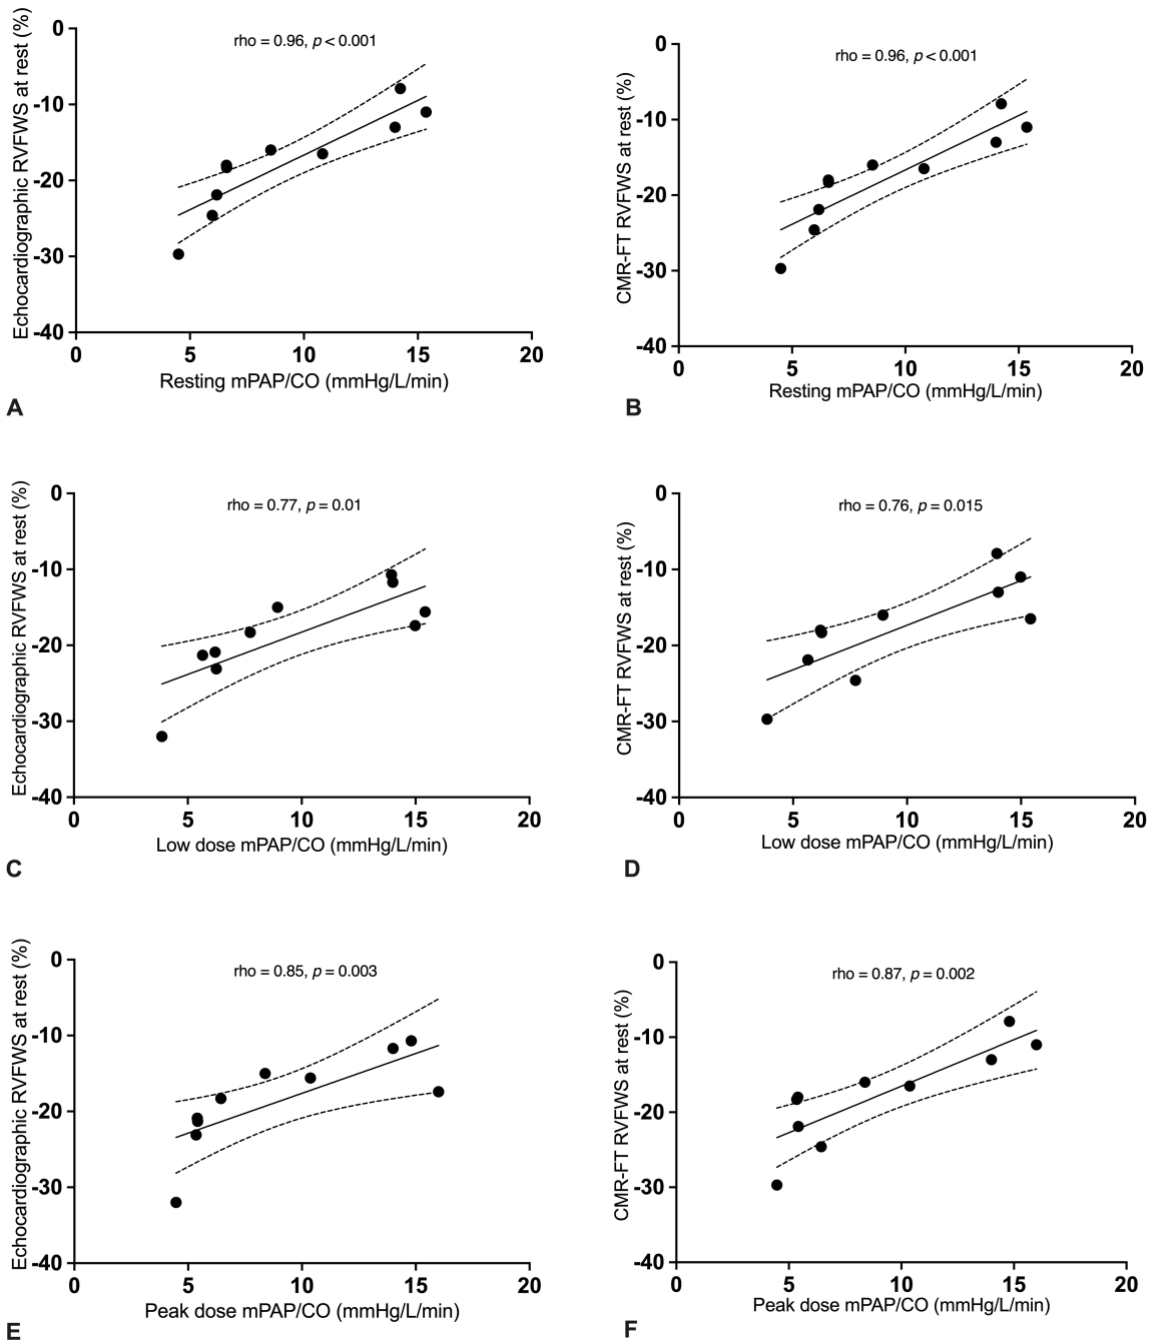 Echocardiographic RVFWS at rest (%)
0
-10
-20
-30
-40
rho = 0.96, p < 0.001
0 5 10 15 20
Resting mPAP/CO (mmHg/L/min)
A
CMR-FT RVFWS at rest (%)
0
-10
-20
-30
-40
rho = 0.96, p < 0.001
0 5 10 15 20
Resting mPAP/CO (mmHg/L/min)
B
Echocardiographic RVFWS at rest (%)
0
-10
-20
-30
-40
rho = 0.77, p = 0.01
0 5 10 15 20
Low dose mPAP/CO (mmHg/L/min)
C
CMR-FT RVFWS at rest (%)
0
-10
-20
-30
-40
rho = 0.76, p = 0.015
0 5 10 15 20
Low dose mPAP/CO (mmHg/L/min)
D
Echocardiographic RVFWS at rest (%)
0
-10
-20
-30
-40
rho = 0.85, p = 0.003
0 5 10 15 20
Peak dose mPAP/CO (mmHg/L/min)
E
CMR-FT RVFWS at rest (%)
0
-10
-20
-30
-40
rho = 0.87, p = 0.002
0 5 10 15 20
Peak dose mPAP/CO (mmHg/L/min)
F